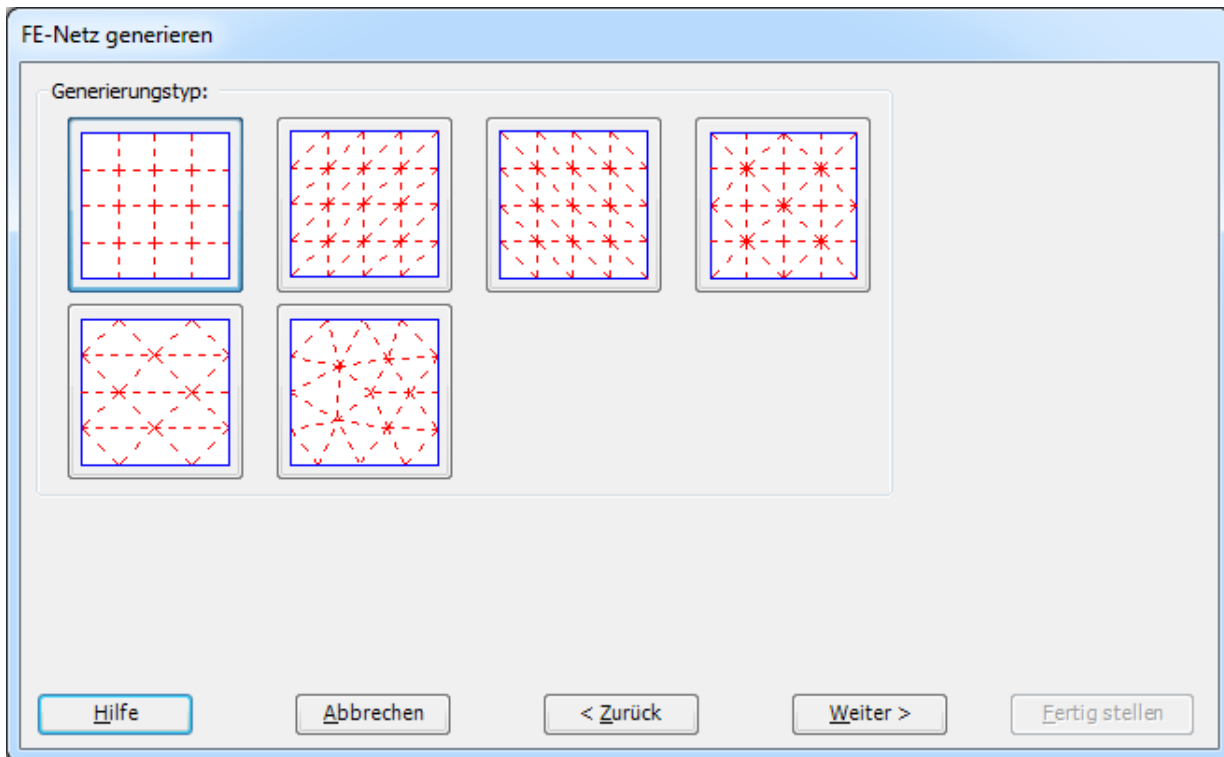 FE-Netz generieren
Generierungstyp:
Hilfe
Abbrechen
< Zurück
Weiter >
Fertig stellen